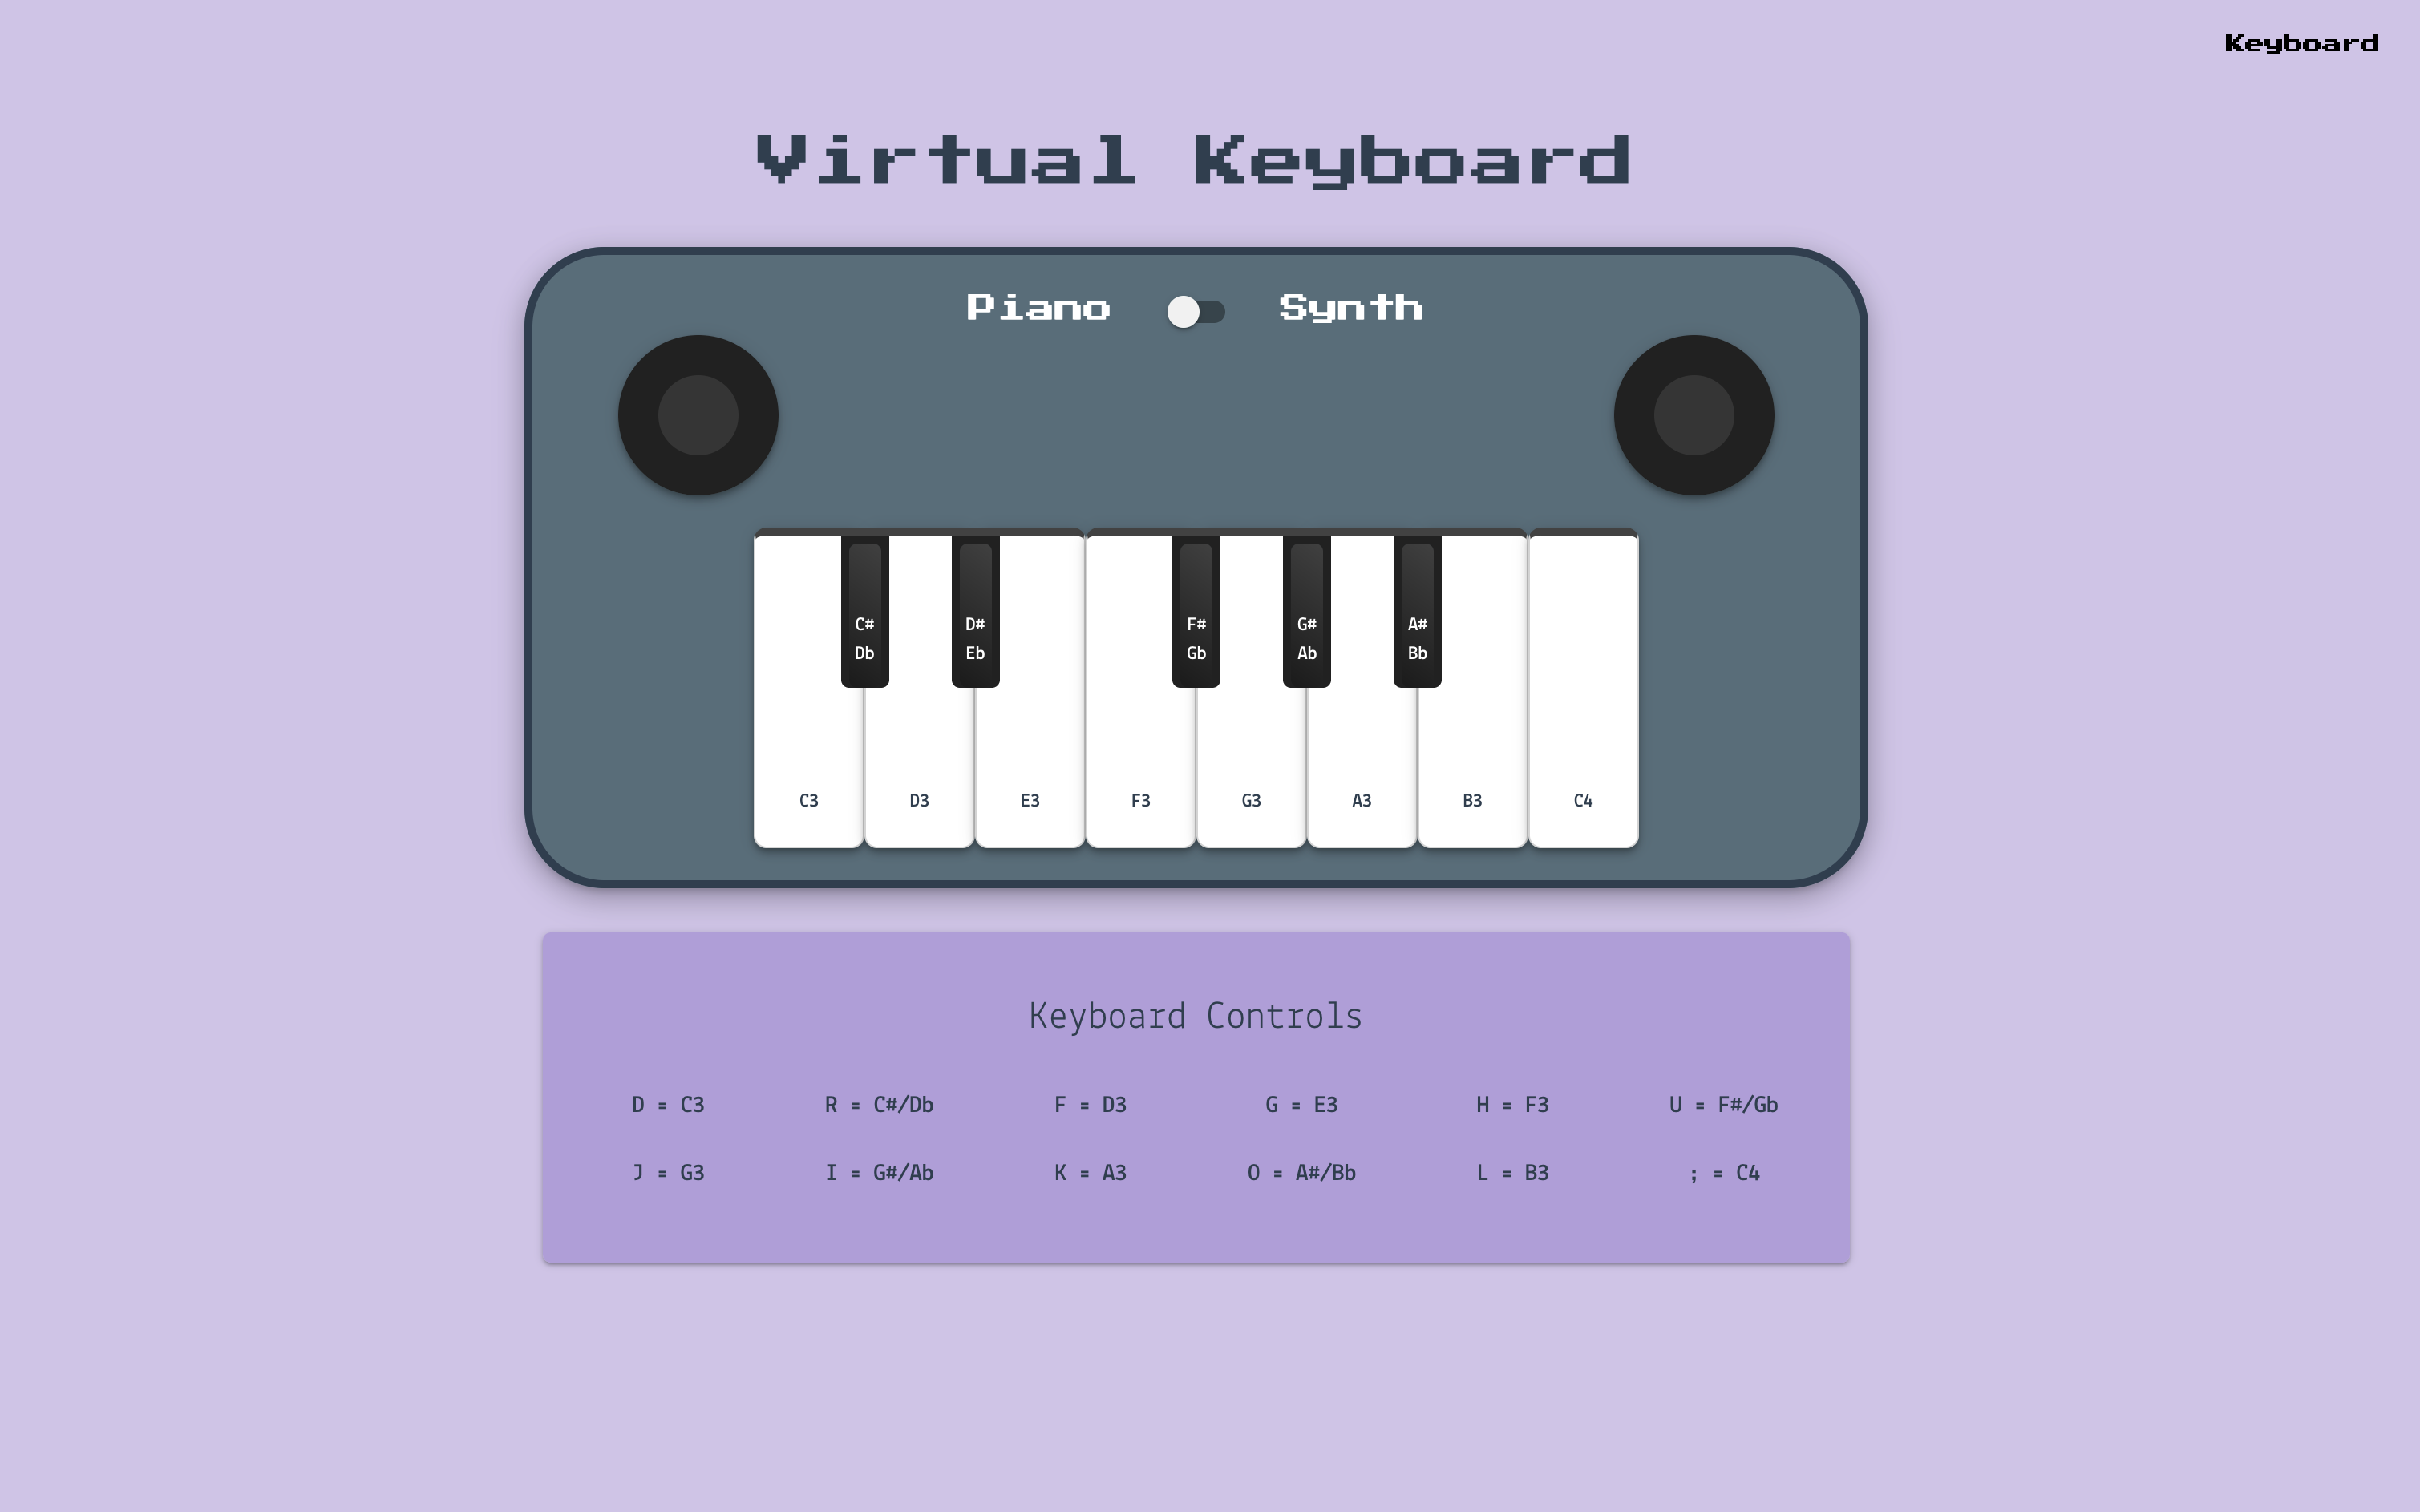 Keyboard
Virtual Keyboard
Piano Synth
C# D# F# G# A#
Db Eb Gb Ab Bb
C3 D3 E3 F3 G3 A3 B3 C4
Keyboard Controls
D = C3 R = C#/Db F = D3 G = E3 H = F3 U = F#/Gb
J = G3 I = G#/Ab K = A3 O = A#/Bb L = B3 ; = C4